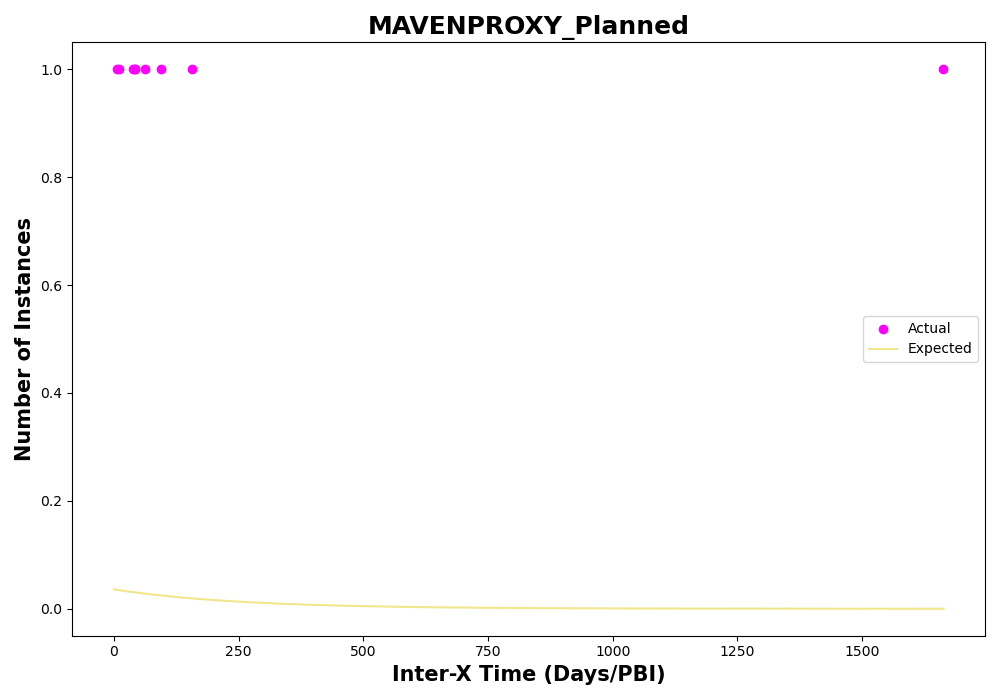 MAVENPROXY_Planned
Number of Instances
1.0
0.8
0.6
0.4
0.2
0.0
Actual
Expected
0 250 500 750 1000 1250 1500
Inter-X Time (Days/PBI)